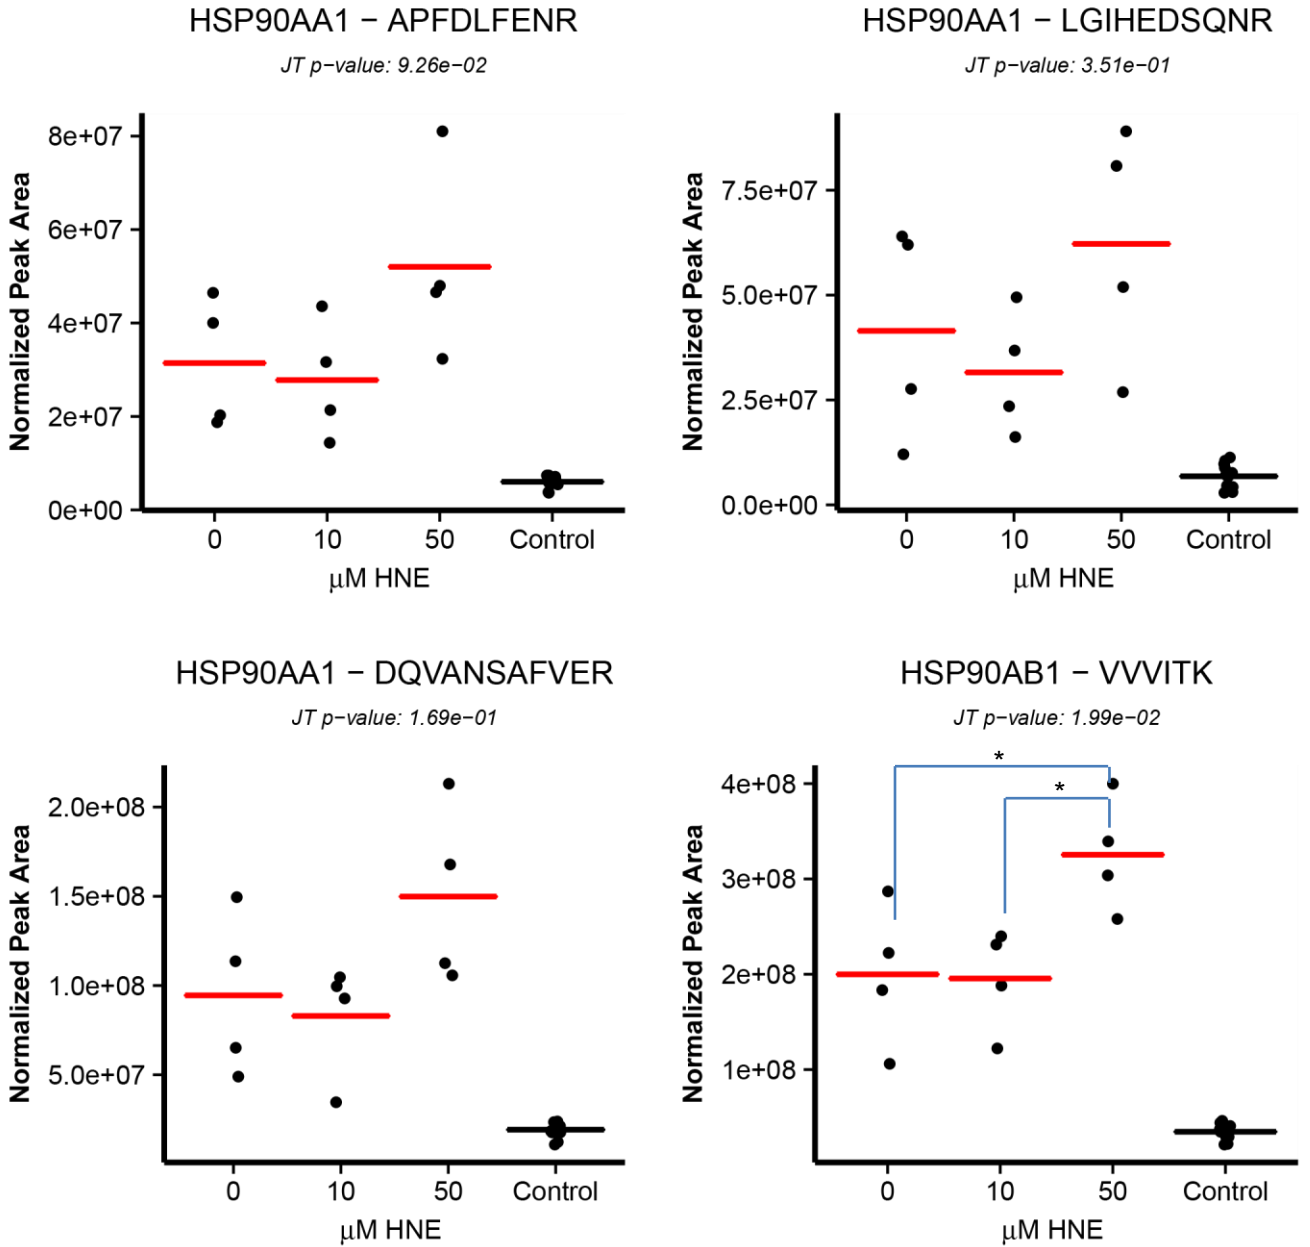 HSP90AA1 − APFDLFENR
JT p−value: 9.26e−02
Normalized Peak Area
8e+07
6e+07
4e+07
2e+07
0e+00
0 10 50 Control
μM HNE
HSP90AA1 − LGIHEDSQNR
JT p−value: 3.51e−01
Normalized Peak Area
7.5e+07
5.0e+07
2.5e+07
0.0e+00
0 10 50 Control
μM HNE
HSP90AA1 − DQVANSAFVER
JT p−value: 1.69e−01
Normalized Peak Area
2.0e+08
1.5e+08
1.0e+08
5.0e+07
0 10 50 Control
μM HNE
HSP90AB1 − VVVITK
JT p−value: 1.99e−02
*
*
Normalized Peak Area
4e+08
3e+08
2e+08
1e+08
0 10 50 Control
μM HNE